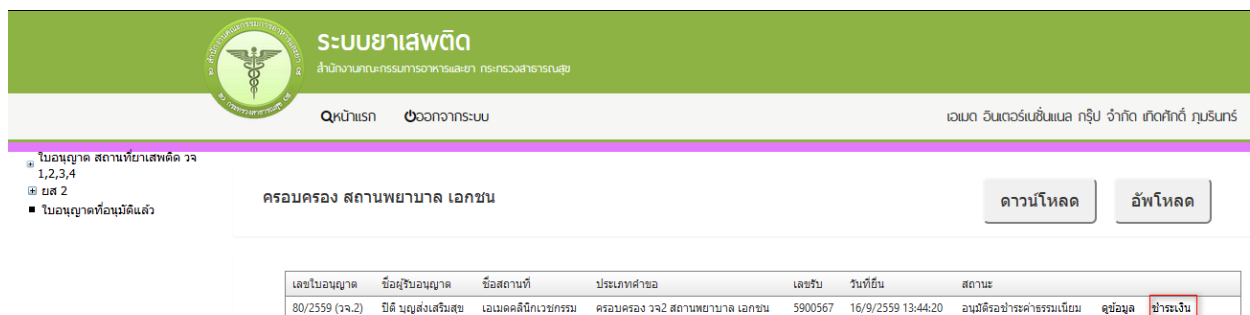 ระบบยาเสพติด
สำนักงานคณะกรรมการอาหารและยา กระทรวงสาธารณสุข
หน้าแรก ออกจากระบบ เอเมด อินเตอร์เนชั่นแนล กรุ๊ป จำกัด เทิดศักดิ์ ภุมรินทร์
ใบอนุญาต สถานที่ยาเสพติด วจ
1,2,3,4
ยส 2
ใบอนุญาตที่อนุมัติแล้ว
ครอบครอง สถานพยาบาล เอกชน ดาวน์โหลด อัพโหลด
เลขใบอนุญาต ชื่อผู้รับอนุญาต ชื่อสถานที่ ประเภทคำขอ เลขรับ วันที่ยื่น สถานะ
80/2559 (วจ.2) ปิติ บุญส่งเสริมสุข เอเมดคลีนิกเวชกรรม ครอบครอง วจ2 สถานพยาบาล เอกชน 5900567 16/9/2559 13:44:20 อนุมัติรอชำระค่าธรรมเนียม ดูข้อมูล ชำระเงิน